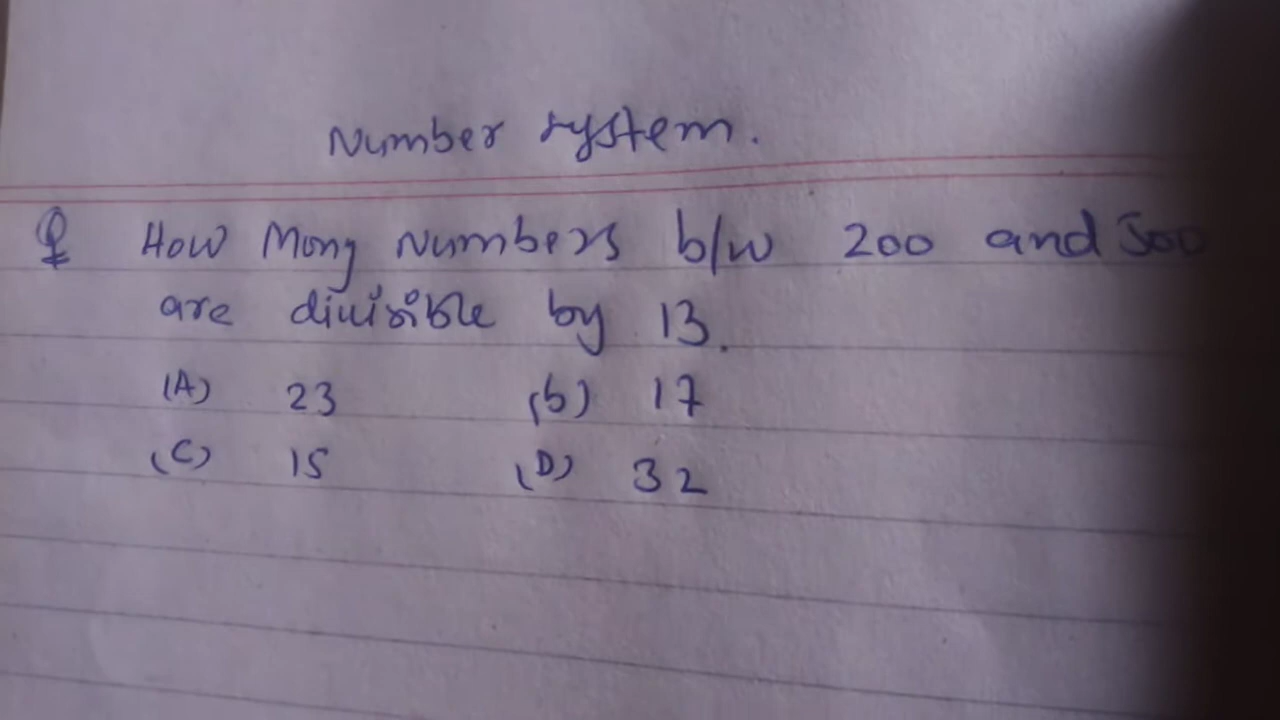 Number system.
Q How Many Numbers b/w 200 and 500
are divisible by 13.
(A) 23 (b) 17
(C) 15 (D) 32